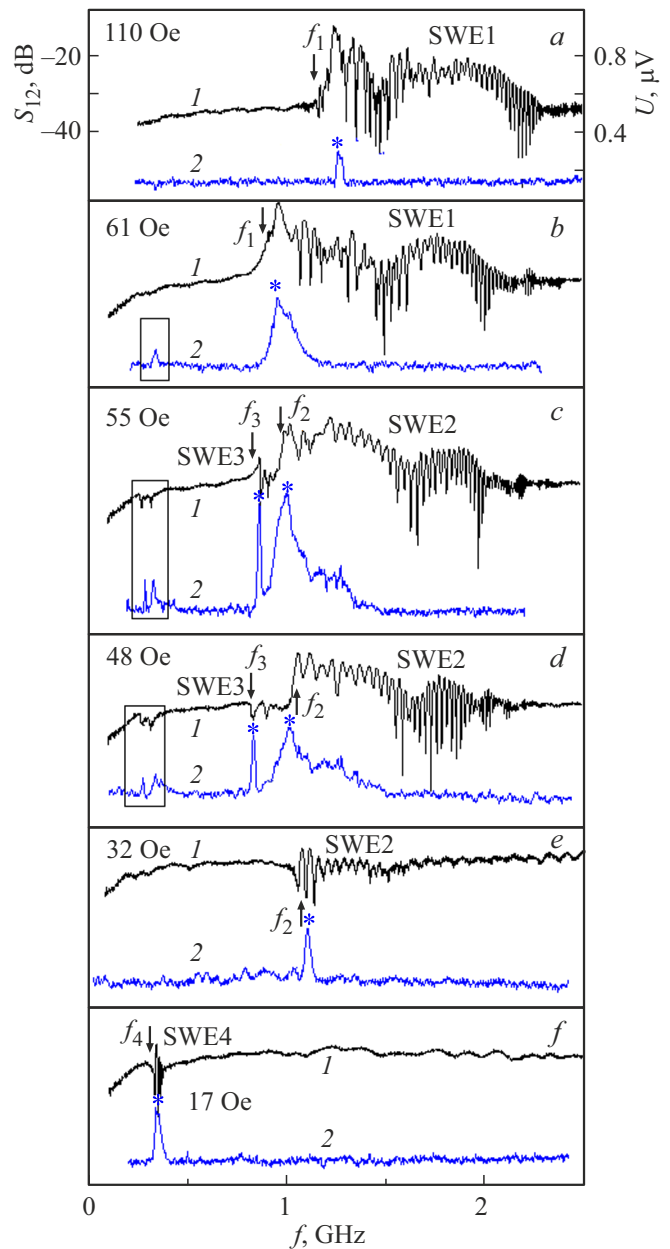 110 Oe
f₁
SWE1
a
S₁₂, dB
−20
−40
0.8
0.4
U, μV
1
*
2
61 Oe
f₁
SWE1
b
1
*
2
55 Oe
f₃
f₂
c
SWE3
SWE2
1
*
*
2
48 Oe
f₃
d
SWE3
SWE2
1
f₂
*
*
2
32 Oe
1
SWE2
e
f₂
*
2
f₄
SWE4
f
1
*
17 Oe
2
0
1
2
f, GHz